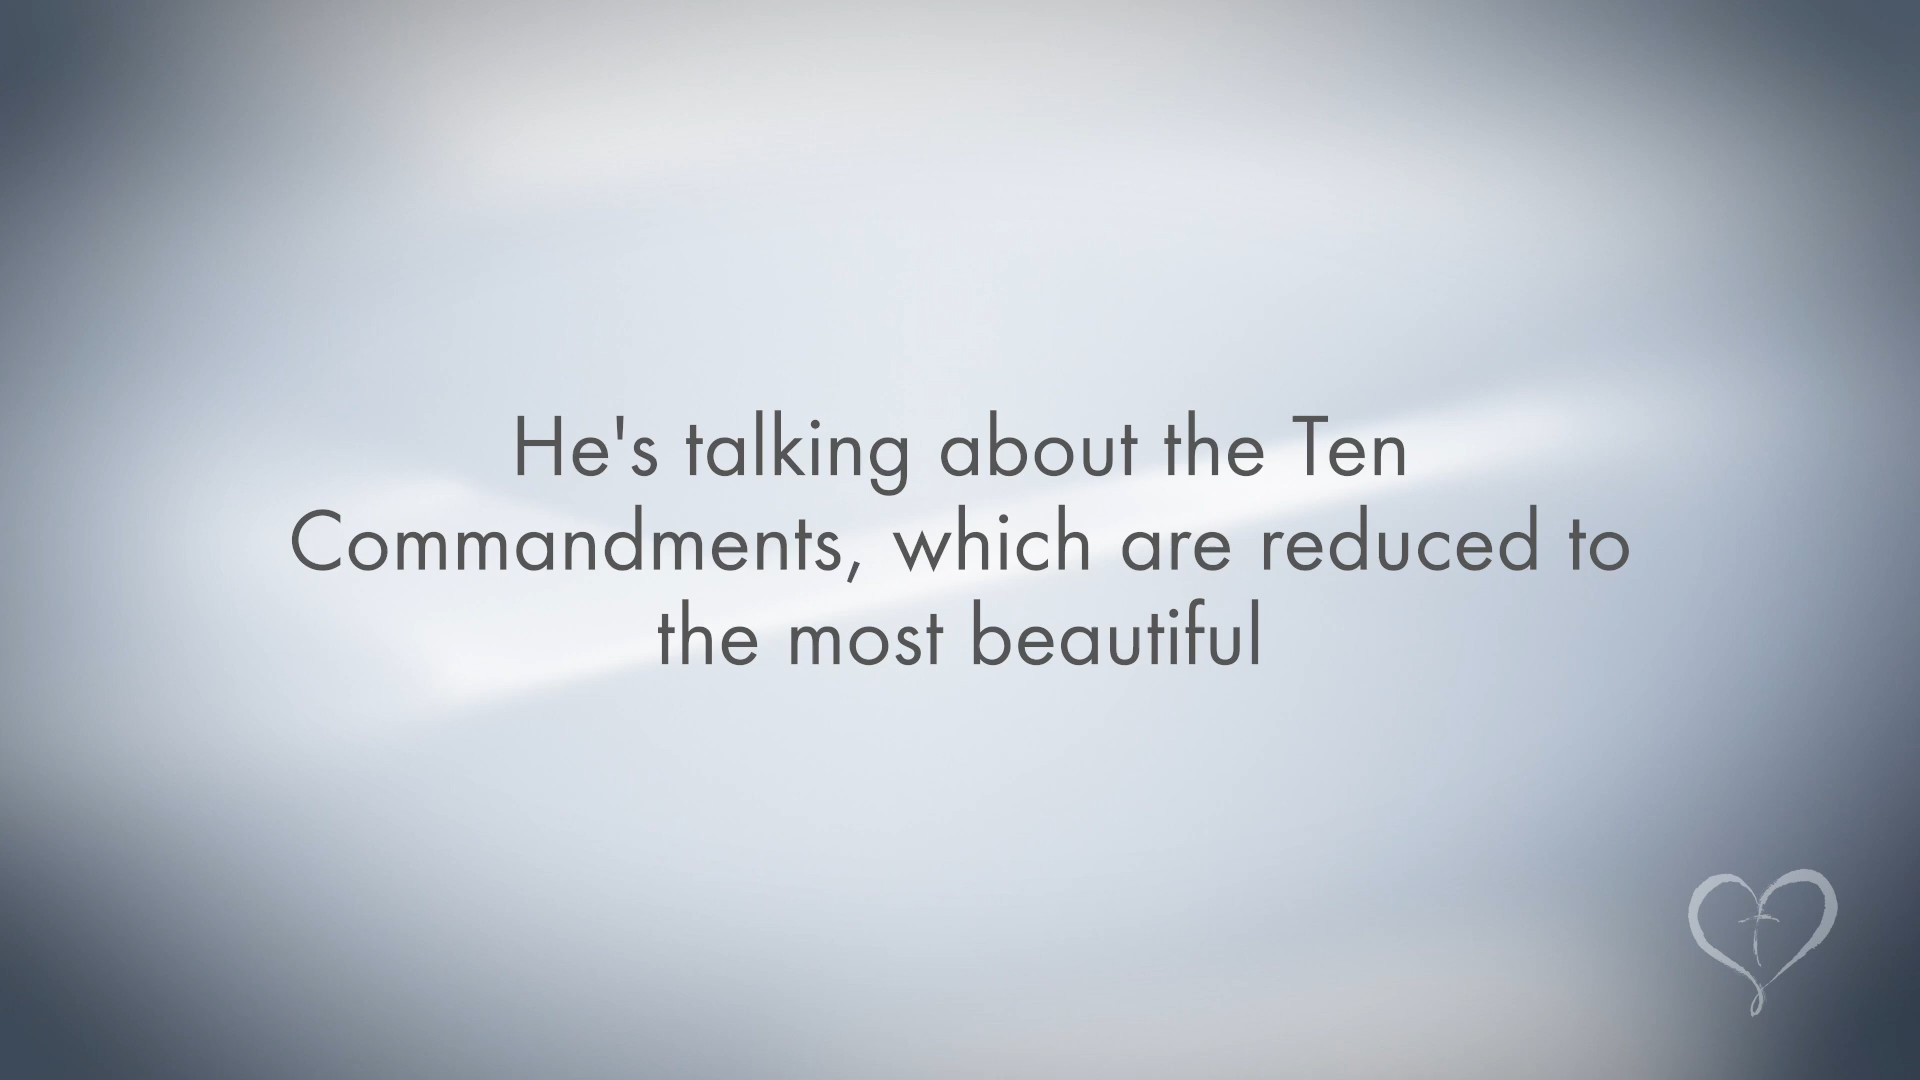 He's talking about the Ten
Commandments, which are reduced to
the most beautiful